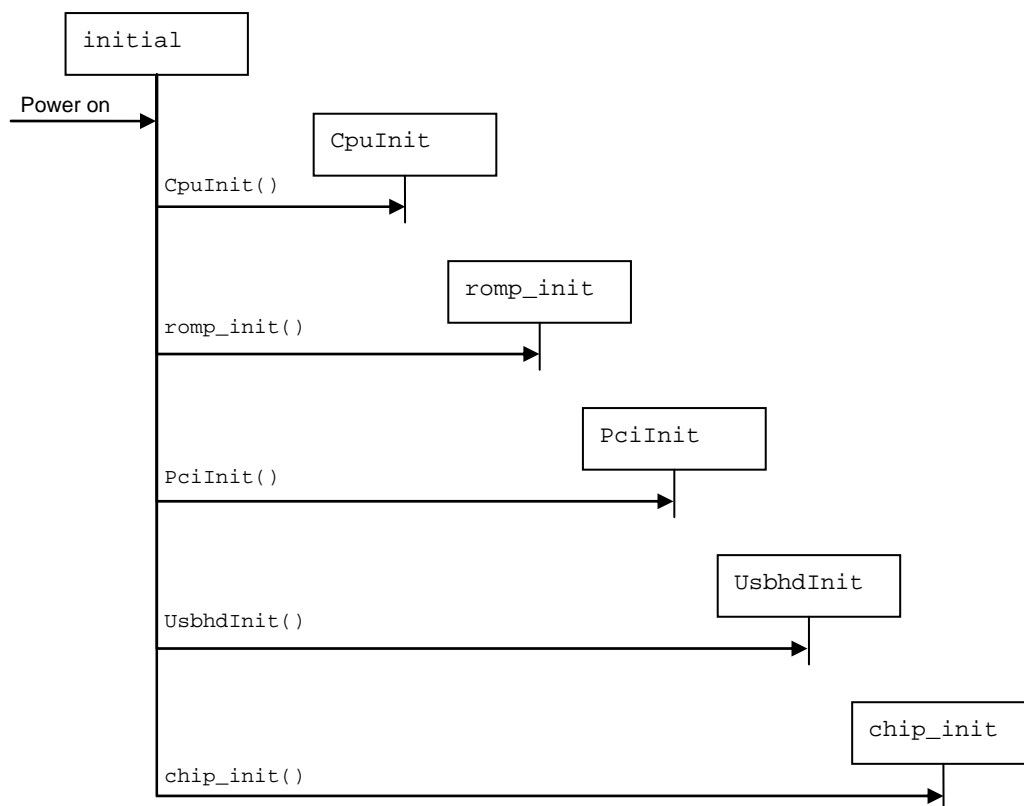 initial
Power on
CpuInit
CpuInit()
romp_init
romp_init()
PciInit
PciInit()
UsbhdInit
UsbhdInit()
chip_init
chip_init()